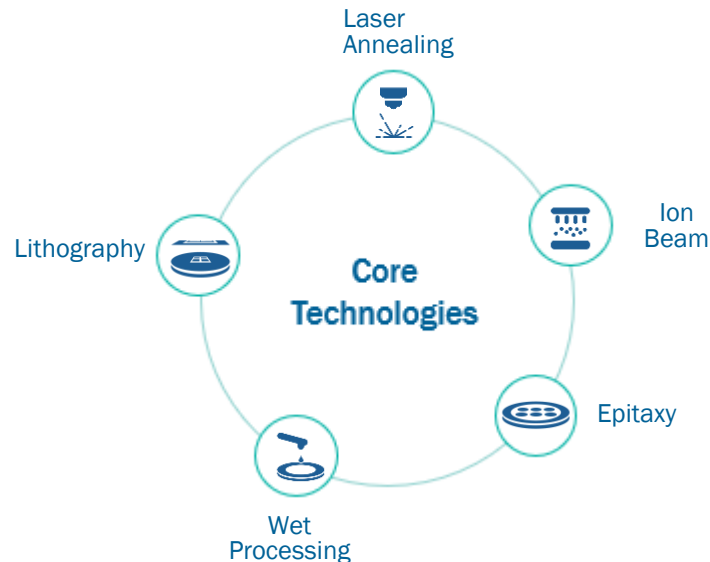 Laser
Annealing
Ion
Beam
Lithography
Core
Technologies
Epitaxy
Wet
Processing